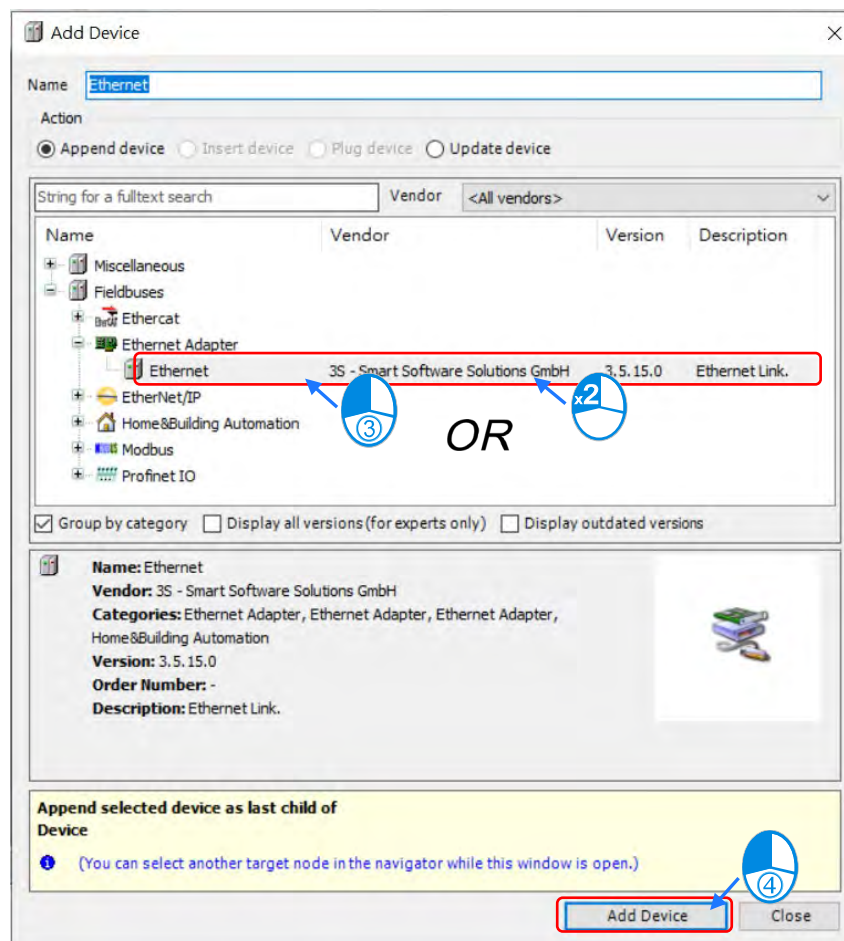 Add Device
Name Ethernet
Action
Append device Insert device Plug device Update device
String for a fulltext search Vendor <All vendors>
Name Vendor Version Description
Miscellaneous
Fieldbuses
Ethercat
Ethernet Adapter
Ethernet 3S - Smart Software Solutions GmbH 3.5.15.0 Ethernet Link.
EtherNet/IP
Home&Building Automation
Modbus
Profinet IO
③ OR x2
Group by category Display all versions (for experts only) Display outdated versions
Name: Ethernet
Vendor: 3S - Smart Software Solutions GmbH
Categories: Ethernet Adapter, Ethernet Adapter, Ethernet Adapter,
Home&Building Automation
Version: 3.5.15.0
Order Number: -
Description: Ethernet Link.
Append selected device as last child of
Device
(You can select another target node in the navigator while this window is open.)
④
Add Device Close